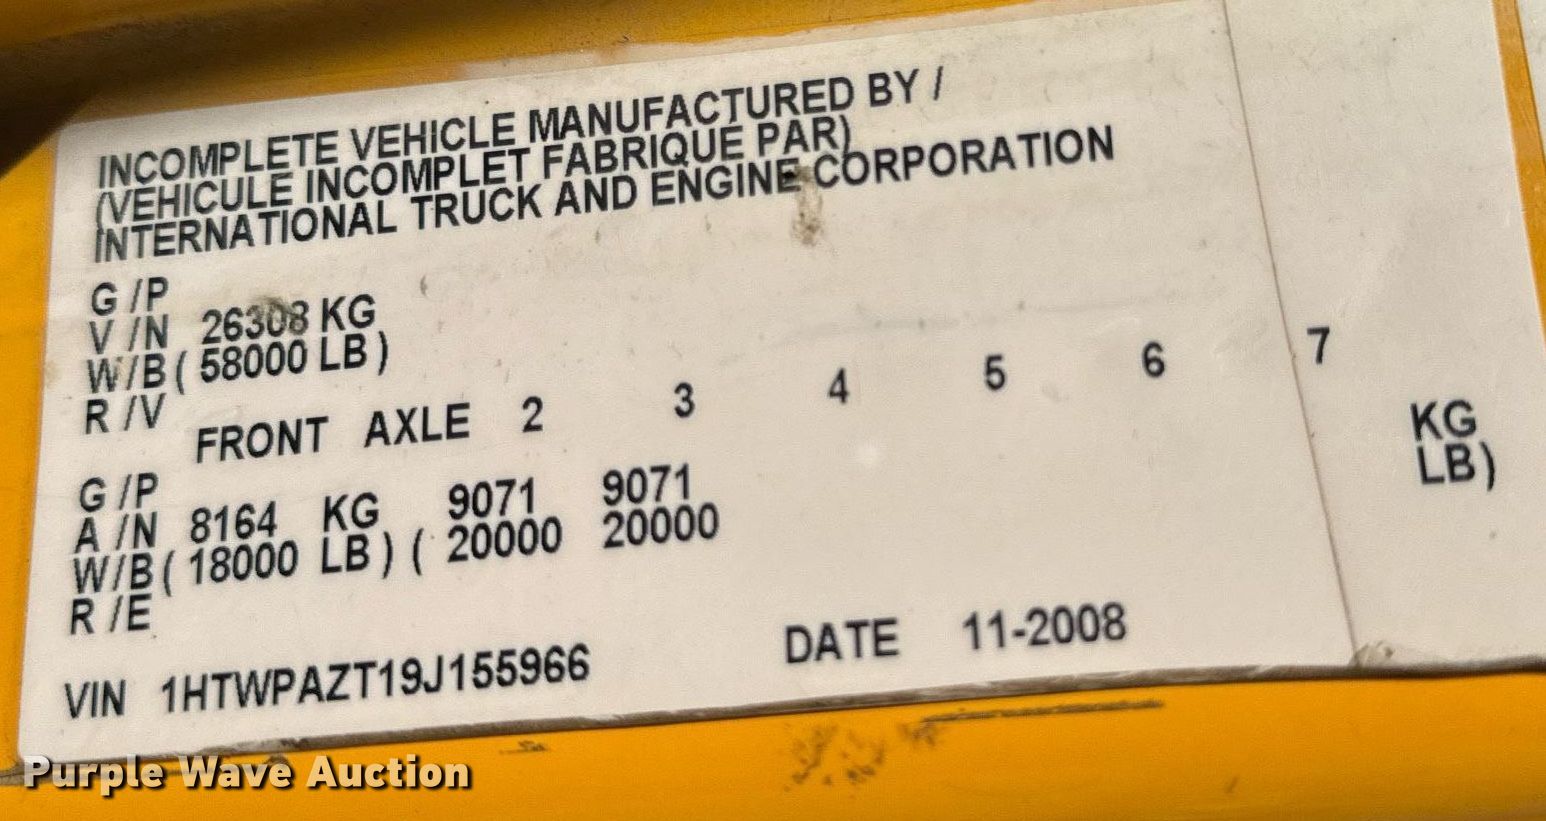 INCOMPLETE VEHICLE MANUFACTURED BY /
(VEHICULE INCOMPLET FABRIQUE PAR)
INTERNATIONAL TRUCK AND ENGINE CORPORATION
G /P
V /N 26308 KG
W/B ( 58000 LB )
R /V
FRONT AXLE 2 3 4 5 6 7
G /P
A /N 8164 KG 9071 9071 KG
W/B ( 18000 LB ) ( 20000 20000 LB )
R /E
VIN 1HTWPAZT19J155966 DATE 11-2008
Purple Wave Auction